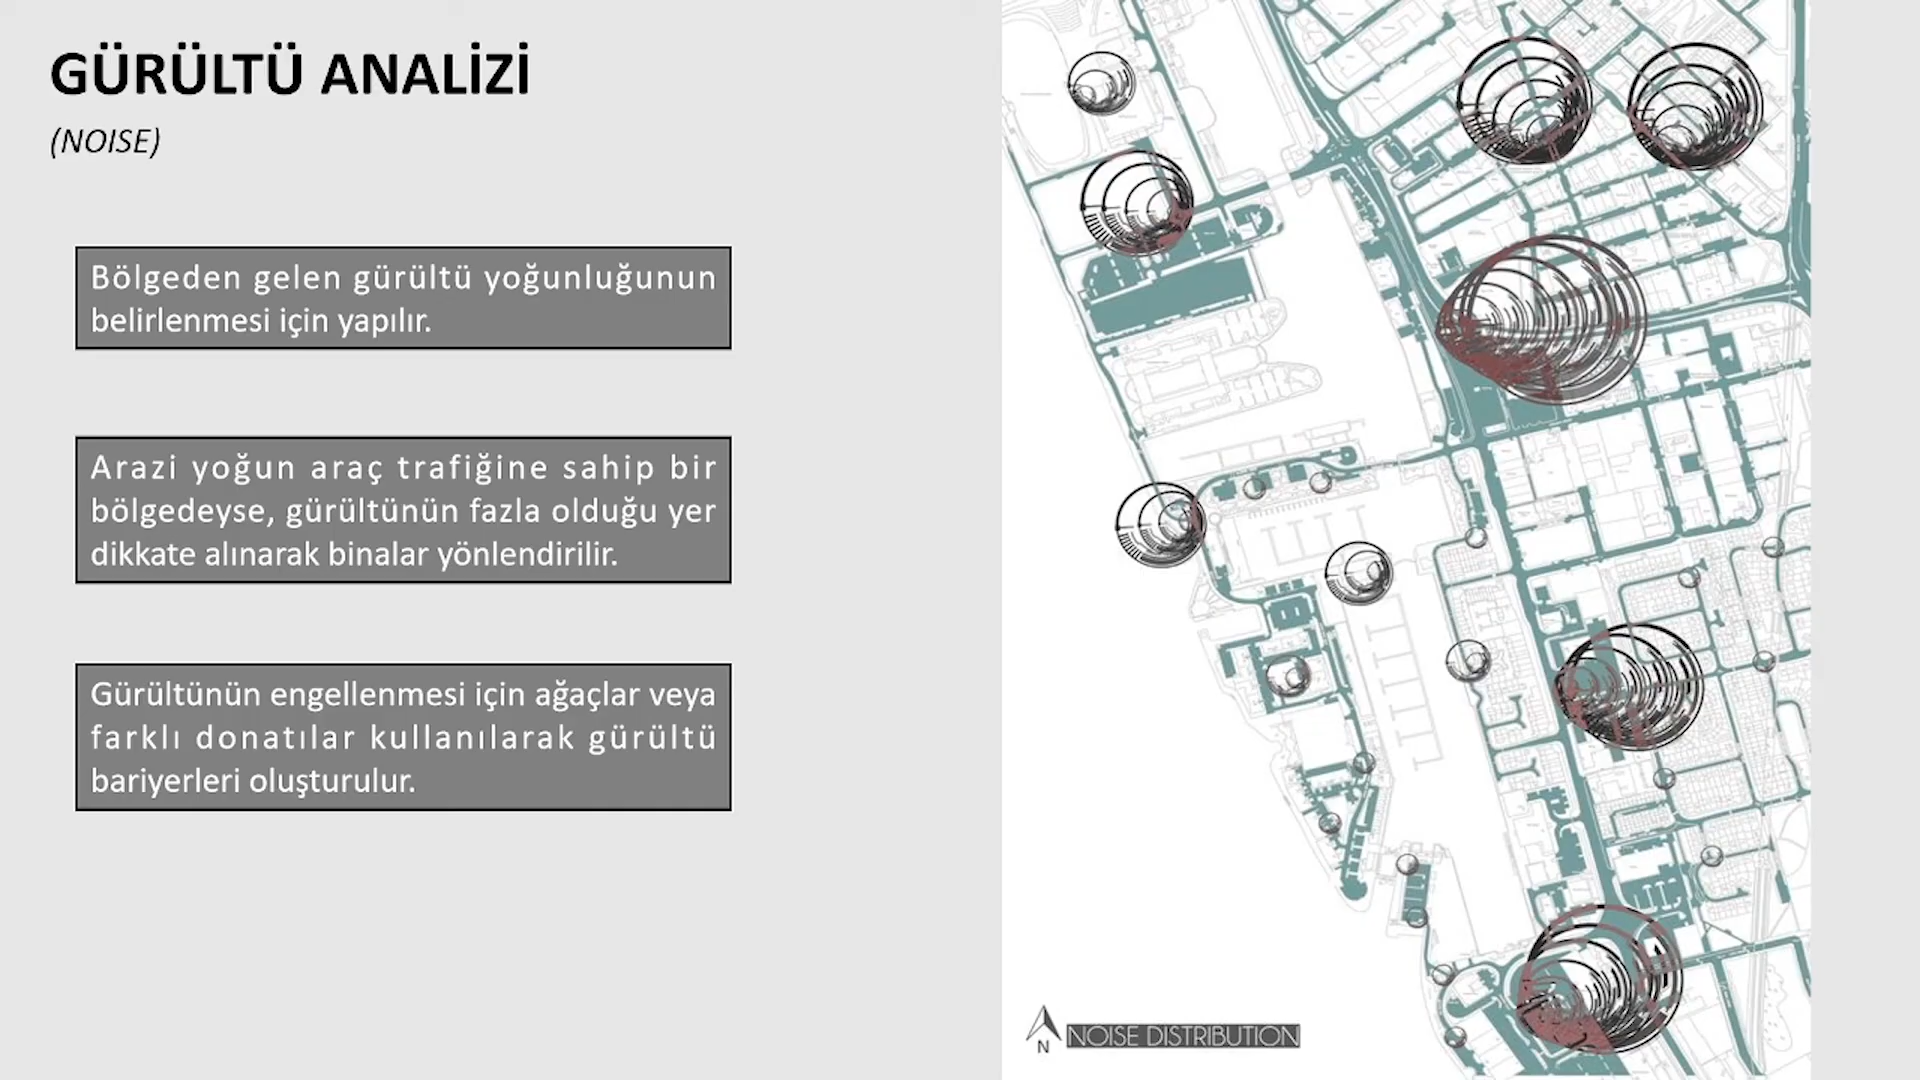 GÜRÜLTÜ ANALİZİ
(NOISE)
Bölgeden gelen gürültü yoğunluğunun
belirlenmesi için yapılır.
Arazi yoğun araç trafiğine sahip bir
bölgedeyse, gürültünün fazla olduğu yer
dikkate alınarak binalar yönlendirilir.
Gürültünün engellenmesi için ağaçlar veya
farklı donatılar kullanılarak gürültü
bariyerleri oluşturulur.
N
NOISE DISTRIBUTION